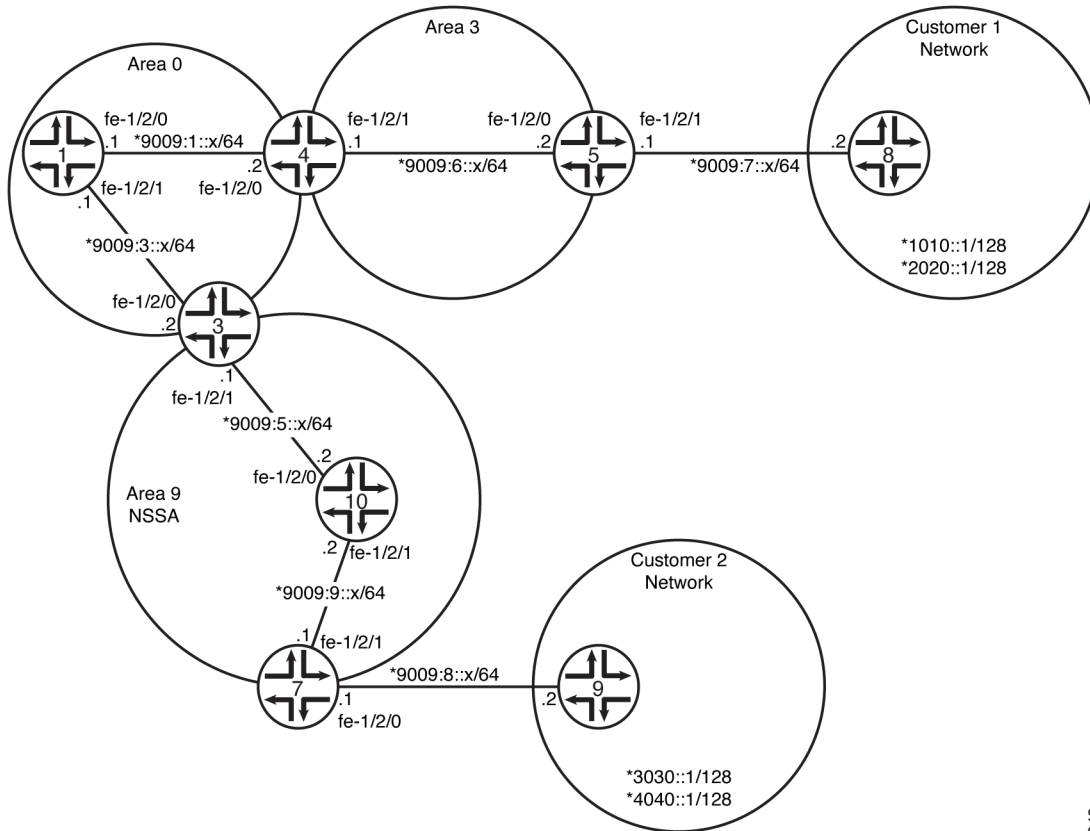 Area 0
Area 3
Customer 1
Network
fe-1/2/0
.1
*9009:1::x/64
1
.2
fe-1/2/0
4
fe-1/2/1
.1
*9009:6::x/64
fe-1/2/0
.2
5
fe-1/2/1
.1
*9009:7::x/64
.2
8
*1010::1/128
*2020::1/128
fe-1/2/1
.1
*9009:3::x/64
fe-1/2/0
.2
3
.1
fe-1/2/1
*9009:5::x/64
.2
fe-1/2/0
10
Area 9
NSSA
.2
fe-1/2/1
*9009:9::x/64
.1
fe-1/2/1
7
.1
fe-1/2/0
*9009:8::x/64
Customer 2
Network
.2
9
*3030::1/128
*4040::1/128